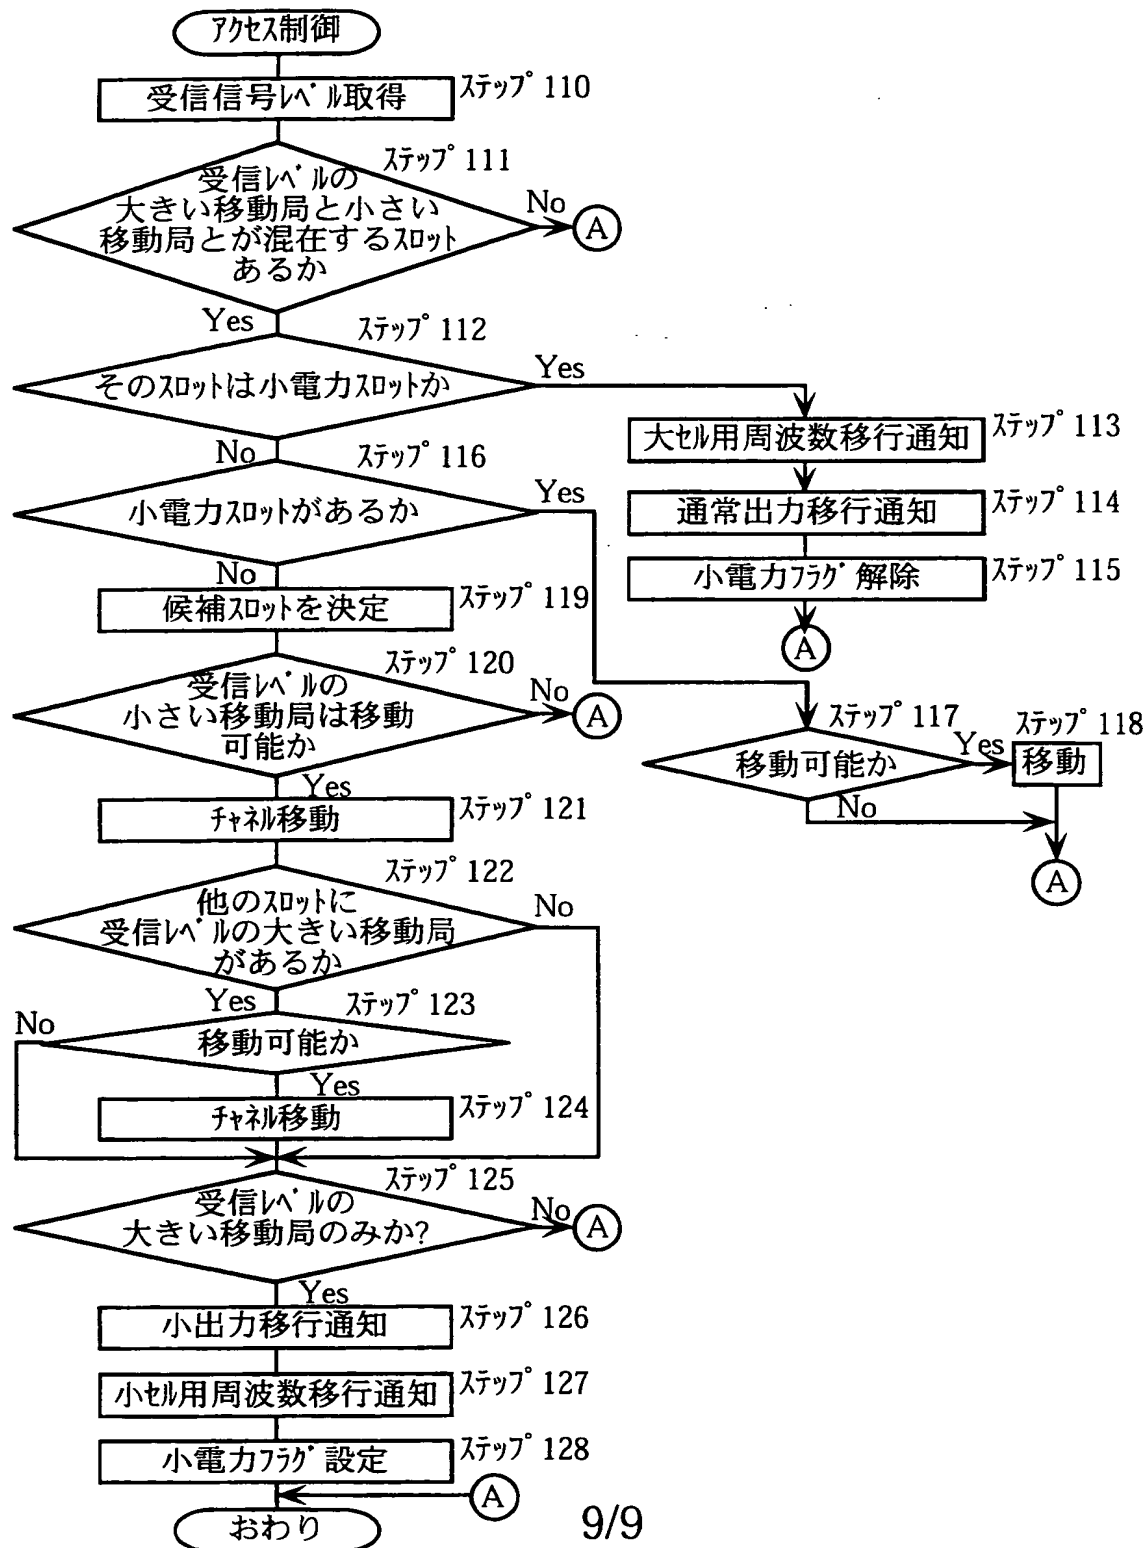 アクセス制御
受信信号レベル取得
ステップ 110
ステップ 111
受信レベルの
大きい移動局と小さい
移動局とが混在するスロット
あるか
No
A
Yes
ステップ 112
そのスロットは小電力スロットか
Yes
大セル用周波数移行通知
ステップ 113
No
ステップ 116
小電力スロットがあるか
Yes
通常出力移行通知
ステップ 114
小電力フラグ解除
ステップ 115
A
No
候補スロットを決定
ステップ 119
ステップ 120
受信レベルの
小さい移動局は移動
可能か
No
A
ステップ 117
移動可能か
Yes
ステップ 118
移動
No
A
Yes
チャネル移動
ステップ 121
ステップ 122
他のスロットに
受信レベルの大きい移動局
があるか
No
Yes
ステップ 123
No
移動可能か
Yes
チャネル移動
ステップ 124
ステップ 125
受信レベルの
大きい移動局のみか?
No
A
Yes
小出力移行通知
ステップ 126
小セル用周波数移行通知
ステップ 127
小電力フラグ設定
ステップ 128
A
おわり
9/9